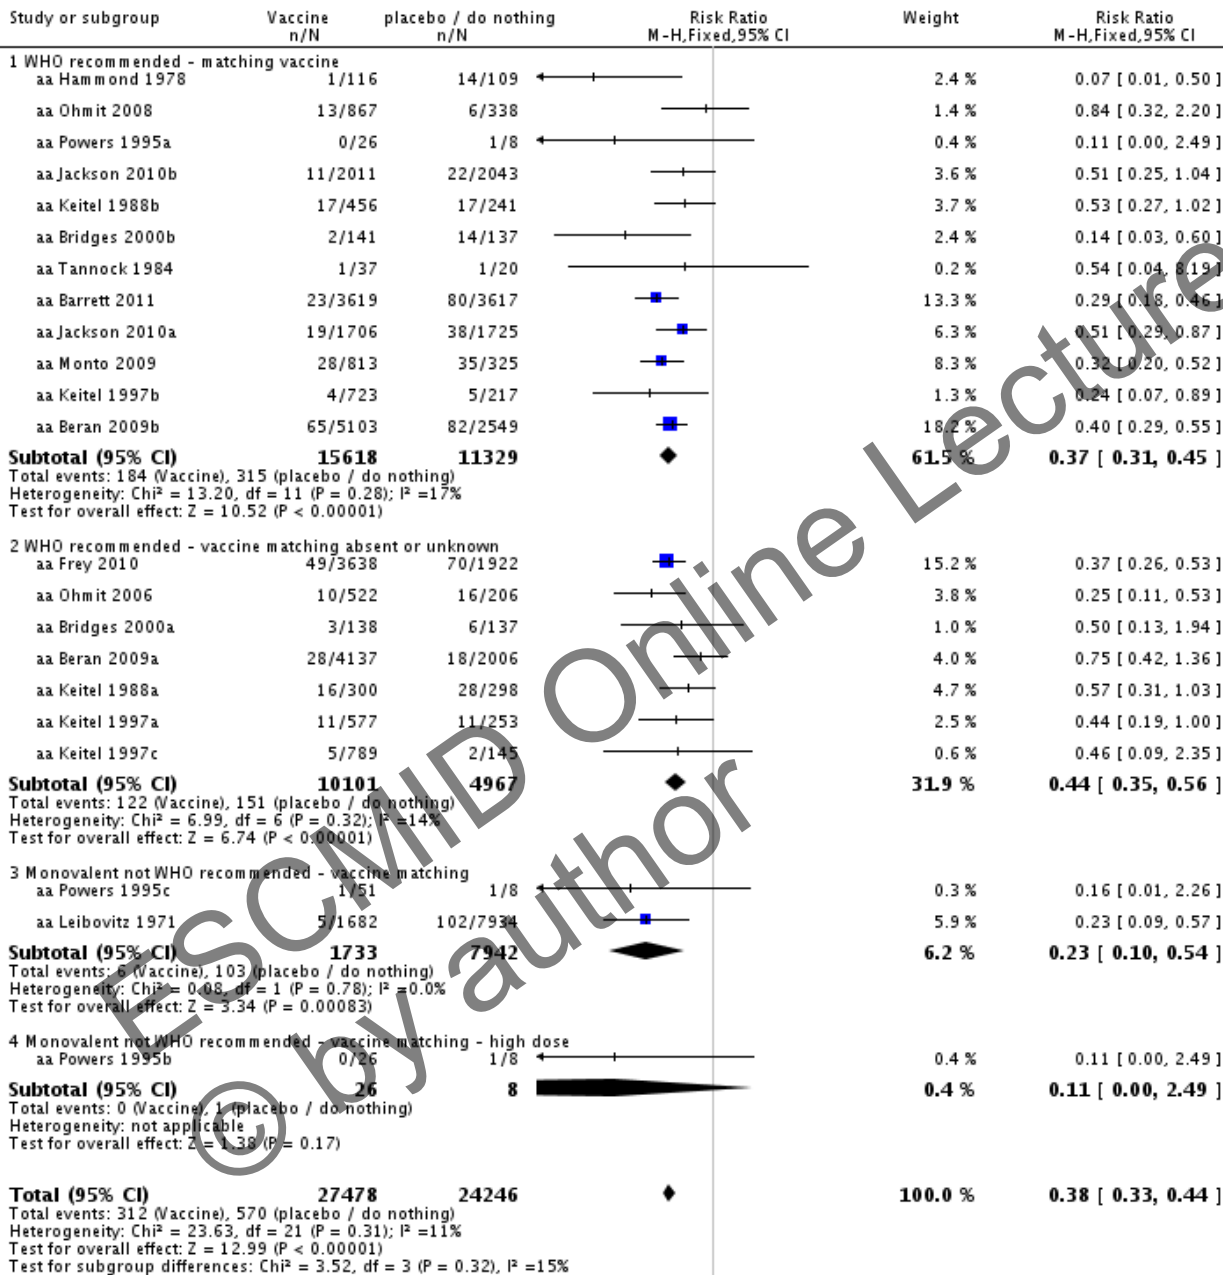 Study or subgroup Vaccine placebo / do nothing Risk Ratio Weight Risk Ratio
n/N n/N M-H,Fixed,95% CI M-H,Fixed,95% CI
1 WHO recommended - matching vaccine
aa Hammond 1978 1/116 14/109 2.4 % 0.07 [ 0.01, 0.50 ]
aa Ohmit 2008 13/867 6/338 1.4 % 0.84 [ 0.32, 2.20 ]
aa Powers 1995a 0/26 1/8 0.4 % 0.11 [ 0.00, 2.49 ]
aa Jackson 2010b 11/2011 22/2043 3.6 % 0.51 [ 0.25, 1.04 ]
aa Keitel 1988b 17/456 17/241 3.7 % 0.53 [ 0.27, 1.02 ]
aa Bridges 2000b 2/141 14/137 2.4 % 0.14 [ 0.03, 0.60 ]
aa Tannock 1984 1/37 1/20 0.2 % 0.54 [ 0.04, 8.19 ]
aa Barrett 2011 23/3619 80/3617 13.3 % 0.29 [ 0.18, 0.46 ]
aa Jackson 2010a 19/1706 38/1725 6.3 % 0.51 [ 0.29, 0.87 ]
aa Monto 2009 28/813 35/325 8.3 % 0.32 [ 0.20, 0.52 ]
aa Keitel 1997b 4/723 5/217 1.3 % 0.24 [ 0.07, 0.89 ]
aa Beran 2009b 65/5103 82/2549 18.2 % 0.40 [ 0.29, 0.55 ]
Subtotal (95% CI) 15618 11329 61.5 % 0.37 [ 0.31, 0.45 ]
Total events: 184 (Vaccine), 315 (placebo / do nothing)
Heterogeneity: Chi² = 13.20, df = 11 (P = 0.28); I² =17%
Test for overall effect: Z = 10.52 (P < 0.00001)
2 WHO recommended - vaccine matching absent or unknown
aa Frey 2010 49/3638 70/1922 15.2 % 0.37 [ 0.26, 0.53 ]
aa Ohmit 2006 10/522 16/206 3.8 % 0.25 [ 0.11, 0.53 ]
aa Bridges 2000a 3/138 6/137 1.0 % 0.50 [ 0.13, 1.94 ]
aa Beran 2009a 28/4137 18/2006 4.0 % 0.75 [ 0.42, 1.36 ]
aa Keitel 1988a 16/300 28/298 4.7 % 0.57 [ 0.31, 1.03 ]
aa Keitel 1997a 11/577 11/253 2.5 % 0.44 [ 0.19, 1.00 ]
aa Keitel 1997c 5/789 2/145 0.6 % 0.46 [ 0.09, 2.35 ]
Subtotal (95% CI) 10101 4967 31.9 % 0.44 [ 0.35, 0.56 ]
Total events: 122 (Vaccine), 151 (placebo / do nothing)
Heterogeneity: Chi² = 6.99, df = 6 (P = 0.32); I² =14%
Test for overall effect: Z = 6.74 (P < 0.00001)
3 Monovalent not WHO recommended - vaccine matching
aa Powers 1995c 1/51 1/8 0.3 % 0.16 [ 0.01, 2.26 ]
aa Leibovitz 1971 5/1682 102/7934 5.9 % 0.23 [ 0.09, 0.57 ]
Subtotal (95% CI) 1733 7942 6.2 % 0.23 [ 0.10, 0.54 ]
Total events: 6 (Vaccine), 103 (placebo / do nothing)
Heterogeneity: Chi² = 0.08, df = 1 (P = 0.78); I² =0.0%
Test for overall effect: Z = 3.34 (P = 0.00083)
4 Monovalent not WHO recommended - vaccine matching - high dose
aa Powers 1995b 0/26 1/8 0.4 % 0.11 [ 0.00, 2.49 ]
Subtotal (95% CI) 26 8 0.4 % 0.11 [ 0.00, 2.49 ]
Total events: 0 (Vaccine), 1 (placebo / do nothing)
Heterogeneity: not applicable
Test for overall effect: Z = 1.38 (P = 0.17)
Total (95% CI) 27478 24246 100.0 % 0.38 [ 0.33, 0.44 ]
Total events: 312 (Vaccine), 570 (placebo / do nothing)
Heterogeneity: Chi² = 23.63, df = 21 (P = 0.31); I² =11%
Test for overall effect: Z = 12.99 (P < 0.00001)
Test for subgroup differences: Chi² = 3.52, df = 3 (P = 0.32), I² =15%
ESCMID Online Lecture
© by author